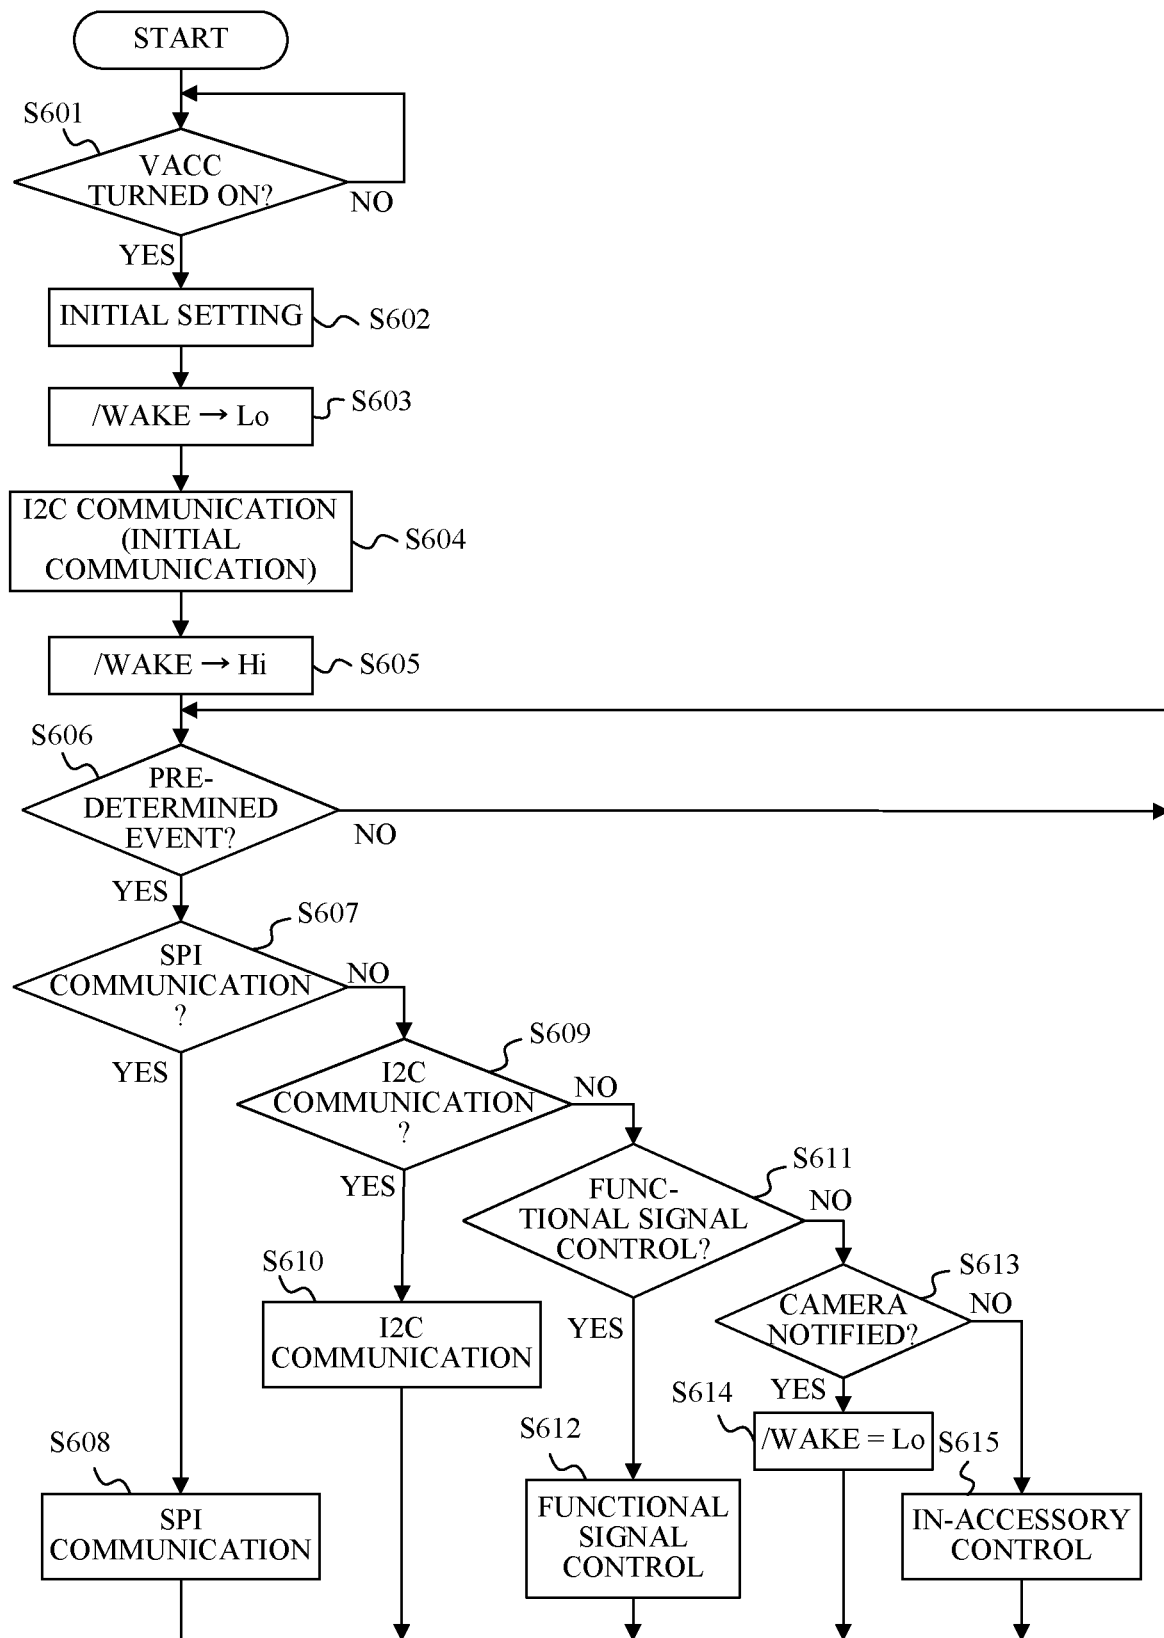 START
S601
VACC
TURNED ON?
NO
YES
INITIAL SETTING
S602
/WAKE → Lo
S603
I2C COMMUNICATION
(INITIAL
COMMUNICATION)
S604
/WAKE → Hi
S605
S606
PRE-
DETERMINED
EVENT?
NO
YES
S607
SPI
COMMUNICATION
?
NO
YES
S609
I2C
COMMUNICATION
?
NO
YES
S611
FUNC-
TIONAL SIGNAL
CONTROL?
NO
YES
S610
I2C
COMMUNICATION
S613
CAMERA
NOTIFIED?
NO
YES
S614
/WAKE = Lo
S608
SPI
COMMUNICATION
S612
FUNCTIONAL
SIGNAL
CONTROL
S615
IN-ACCESSORY
CONTROL